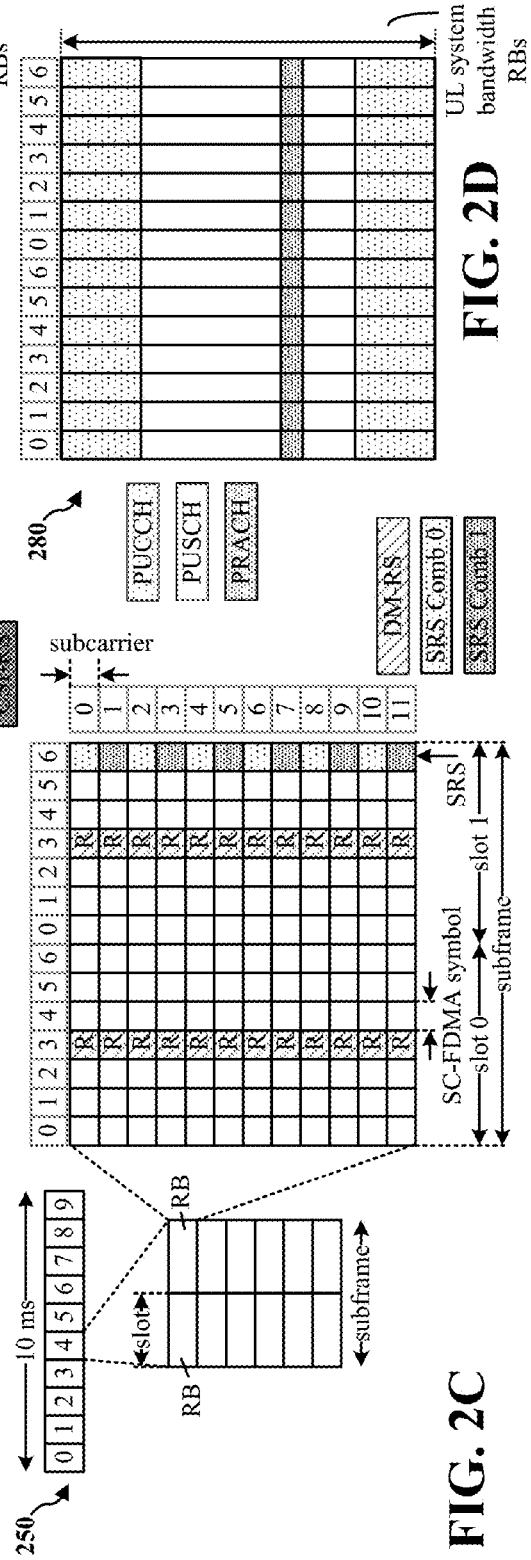 250
10 ms
0 1 2 3 4 5 6 7 8 9
RB
slot
RB
subframe
FIG. 2C
0 1 2 3 4 5 6 0 1 2 3 4 5 6
R R
R R
R R
R R
R R
R R
R R
R R
R R
R R
R R
R R
subcarrier
0
1
2
3
4
5
6
7
8
9
10
11
SC-FDMA symbol
SRS
slot 0
slot 1
subframe
DM-RS
SRS Comb 0
SRS Comb 1
280
PUCCH
PUSCH
PRACH
0 1 2 3 4 5 6 0 1 2 3 4 5 6
RBs
UL system
bandwidth
RBs
FIG. 2D